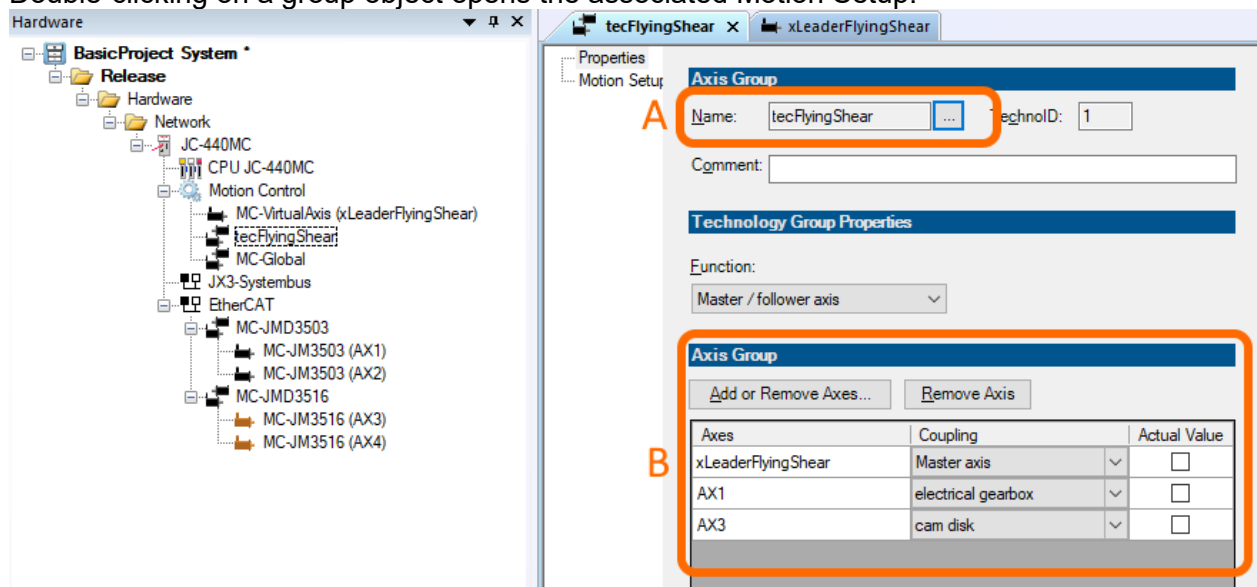 Double-clicking on a group object opens the associated Motion Setup.
Hardware
BasicProject System *
Release
Hardware
Network
JC-440MC
CPU JC-440MC
Motion Control
MC-VirtualAxis (xLeaderFlyingShear)
tecFlyingShear
MC-Global
JX3-Systembus
EtherCAT
MC-JMD3503
MC-JM3503 (AX1)
MC-JM3503 (AX2)
MC-JMD3516
MC-JM3516 (AX3)
MC-JM3516 (AX4)
tecFlyingShear X xLeaderFlyingShear
Properties
Motion Setup
Axis Group
A
Name: tecFlyingShear ... TechnoID: 1
Comment:
Technology Group Properties
Function:
Master / follower axis
B
Axis Group
Add or Remove Axes... Remove Axis
Axes Coupling Actual Value
xLeaderFlyingShear Master axis
AX1 electrical gearbox
AX3 cam disk